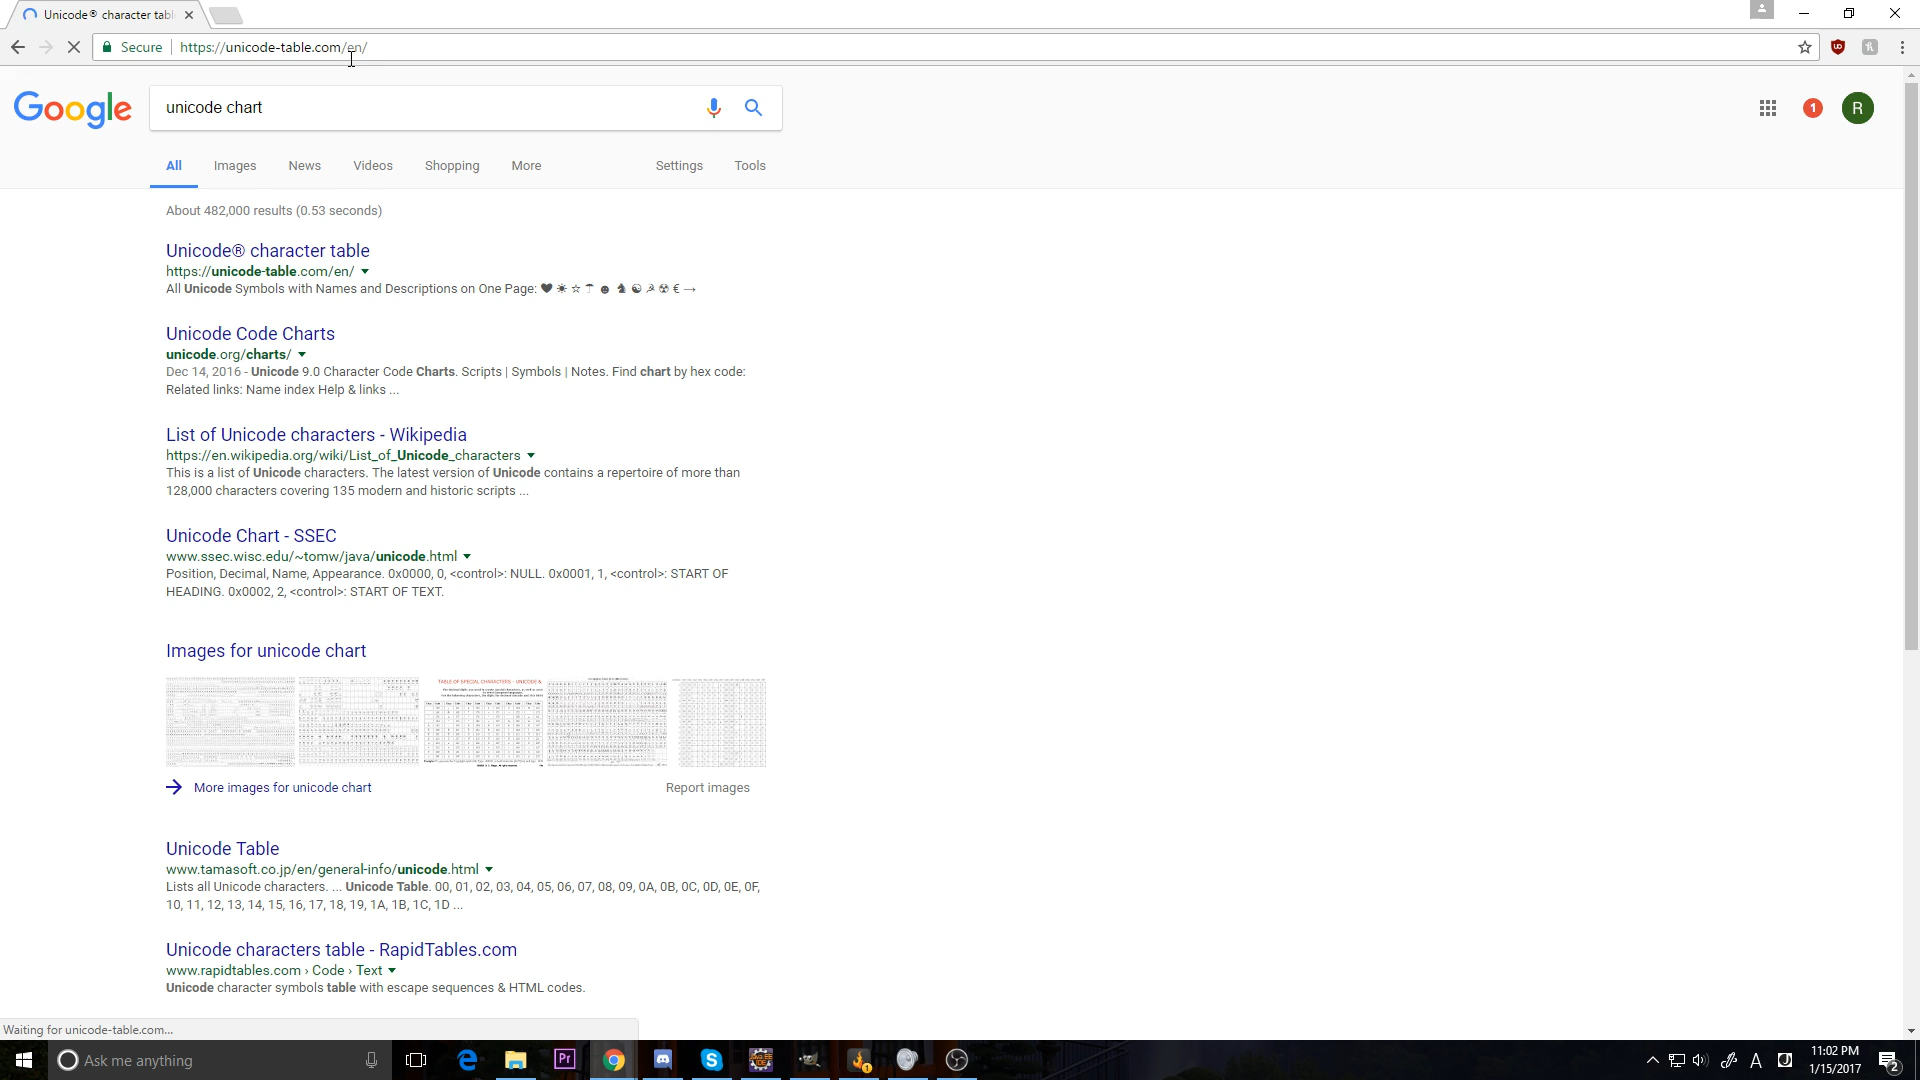 Unicode® character tabl
Secure
https://unicode-table.com/en/
Google
unicode chart
1
R
All
Images
News
Videos
Shopping
More
Settings
Tools
About 482,000 results (0.53 seconds)
Unicode® character table
https://unicode-table.com/en/
All Unicode Symbols with Names and Descriptions on One Page: ♥ ☀ ☆ ☂ ☻ ♞ ☯ ☭ ☢ € →
Unicode Code Charts
unicode.org/charts/
Dec 14, 2016 - Unicode 9.0 Character Code Charts. Scripts | Symbols | Notes. Find chart by hex code:
Related links: Name index Help & links ...
List of Unicode characters - Wikipedia
https://en.wikipedia.org/wiki/List_of_Unicode_characters
This is a list of Unicode characters. The latest version of Unicode contains a repertoire of more than
128,000 characters covering 135 modern and historic scripts ...
Unicode Chart - SSEC
www.ssec.wisc.edu/~tomw/java/unicode.html
Position, Decimal, Name, Appearance. 0x0000, 0, <control>: NULL. 0x0001, 1, <control>: START OF
HEADING. 0x0002, 2, <control>: START OF TEXT.
Images for unicode chart
TABLE OF SPECIAL CHARACTERS - UNICODE &
More images for unicode chart
Report images
Unicode Table
www.tamasoft.co.jp/en/general-info/unicode.html
Lists all Unicode characters. ... Unicode Table. 00, 01, 02, 03, 04, 05, 06, 07, 08, 09, 0A, 0B, 0C, 0D, 0E, 0F,
10, 11, 12, 13, 14, 15, 16, 17, 18, 19, 1A, 1B, 1C, 1D ...
Unicode characters table - RapidTables.com
www.rapidtables.com › Code › Text
Unicode character symbols table with escape sequences & HTML codes.
Waiting for unicode-table.com...
Ask me anything
Pr
A
11:02 PM
1/15/2017
2